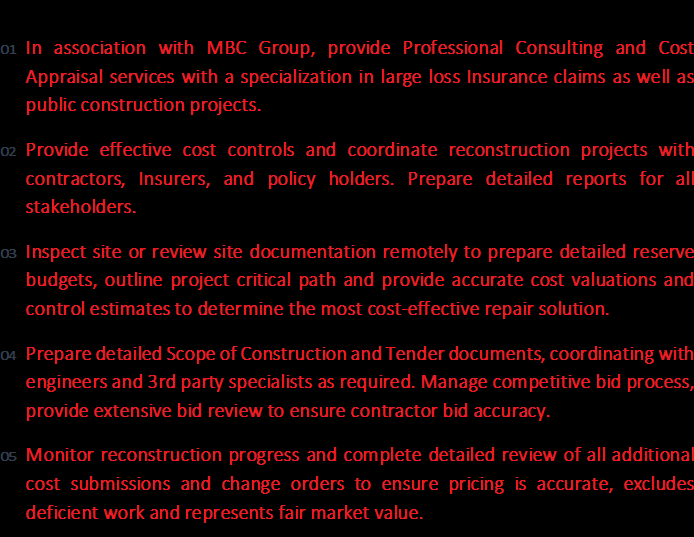 01 In association with MBC Group, provide Professional Consulting and Cost
Appraisal services with a specialization in large loss Insurance claims as well as
public construction projects.
02 Provide effective cost controls and coordinate reconstruction projects with
contractors, Insurers, and policy holders. Prepare detailed reports for all
stakeholders.
03 Inspect site or review site documentation remotely to prepare detailed reserve
budgets, outline project critical path and provide accurate cost valuations and
control estimates to determine the most cost-effective repair solution.
04 Prepare detailed Scope of Construction and Tender documents, coordinating with
engineers and 3rd party specialists as required. Manage competitive bid process,
provide extensive bid review to ensure contractor bid accuracy.
05 Monitor reconstruction progress and complete detailed review of all additional
cost submissions and change orders to ensure pricing is accurate, excludes
deficient work and represents fair market value.